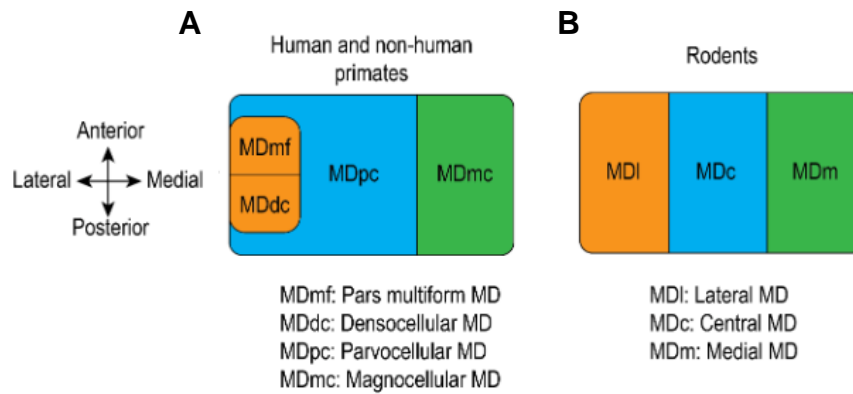 A
Human and non-human
primates
B
Rodents
Anterior
Lateral
Medial
Posterior
MDmf
MDdc
MDpc
MDmc
MDl
MDc
MDm
MDmf: Pars multiform MD
MDdc: Densocellular MD
MDpc: Parvocellular MD
MDmc: Magnocellular MD
MDl: Lateral MD
MDc: Central MD
MDm: Medial MD